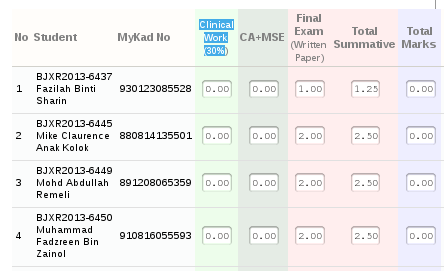 No Student MyKad No Clinical Work (30%) CA+MSE Final Exam (Written Paper) Total Summative Total Marks
1 BJXR2013-6437 Fazilah Binti Sharin 930123085528 0.00 0.00 1.00 1.25 0.00
2 BJXR2013-6445 Mike Claurence Anak Kolok 880814135501 0.00 0.00 2.00 2.50 0.00
3 BJXR2013-6449 Mohd Abdullah Remeli 891208065359 0.00 0.00 2.00 2.50 0.00
4 BJXR2013-6450 Muhammad Fadzreen Bin Zainol 910816055593 0.00 0.00 2.00 2.50 0.00